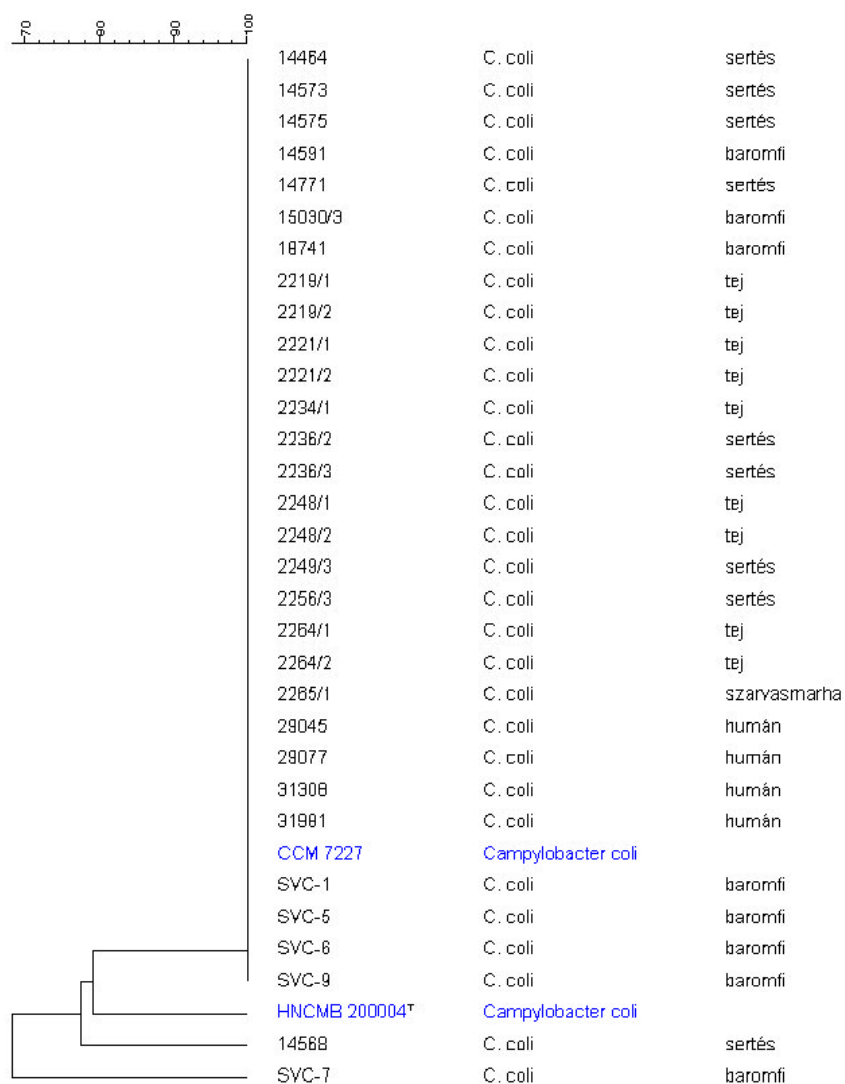 70 80 90 100
14464 C. coli sertés
14573 C. coli sertés
14575 C. coli sertés
14591 C. coli baromfi
14771 C. coli sertés
15030/3 C. coli baromfi
18741 C. coli baromfi
2219/1 C. coli tej
2219/2 C. coli tej
2221/1 C. coli tej
2221/2 C. coli tej
2234/1 C. coli tej
2236/2 C. coli sertés
2236/3 C. coli sertés
2248/1 C. coli tej
2248/2 C. coli tej
2249/3 C. coli sertés
2256/3 C. coli sertés
2264/1 C. coli tej
2264/2 C. coli tej
2265/1 C. coli szarvasmarha
29045 C. coli humán
29077 C. coli humán
31308 C. coli humán
31981 C. coli humán
CCM 7227 Campylobacter coli
SVC-1 C. coli baromfi
SVC-5 C. coli baromfi
SVC-6 C. coli baromfi
SVC-9 C. coli baromfi
HNCMB 200004ᵀ Campylobacter coli
14568 C. coli sertés
SVC-7 C. coli baromfi